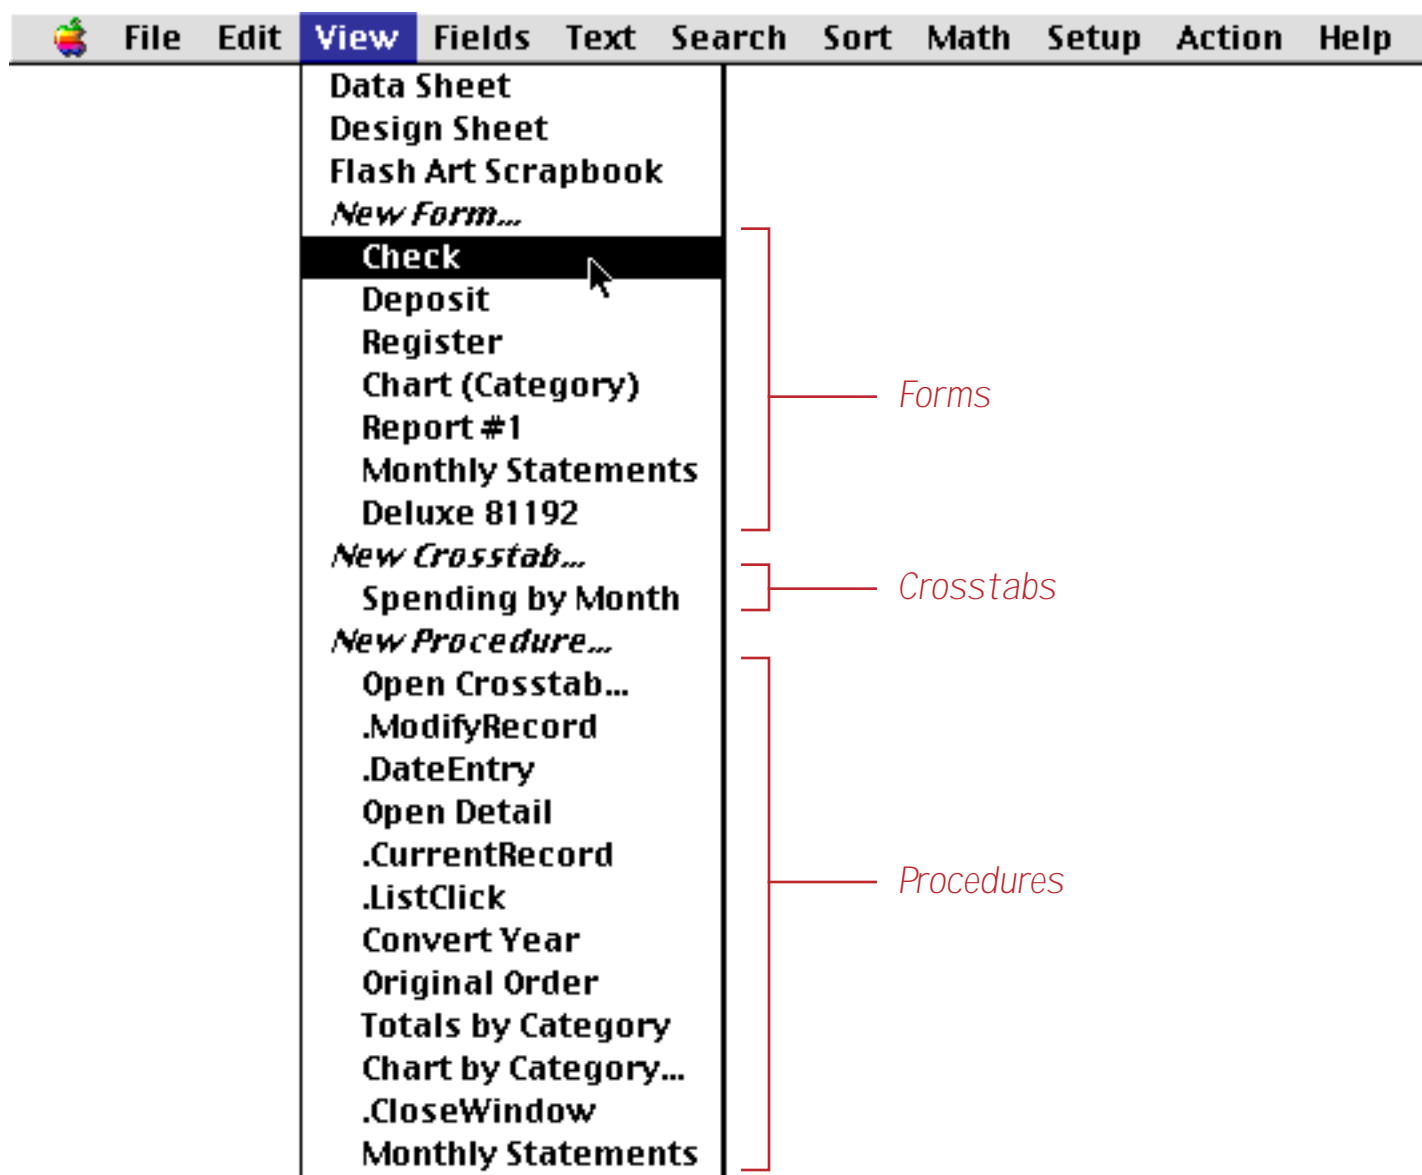 File Edit View Fields Text Search Sort Math Setup Action Help
Data Sheet
Design Sheet
Flash Art Scrapbook
New Form...
Check
Deposit
Register
Chart (Category)
Report #1
Monthly Statements
Deluxe 81192
Forms
New Crosstab...
Spending by Month
Crosstabs
New Procedure...
Open Crosstab...
.ModifyRecord
.DateEntry
Open Detail
.CurrentRecord
.ListClick
Convert Year
Original Order
Totals by Category
Chart by Category...
.CloseWindow
Monthly Statements
Procedures